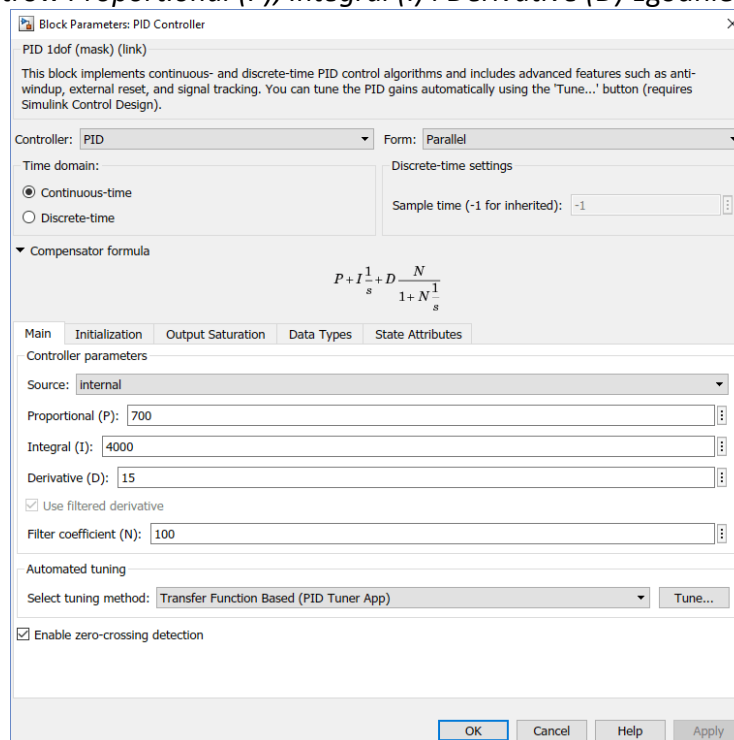 Proportional (P), Integral (I) i Derivative (D)
Block Parameters: PID Controller
PID 1dof (mask) (link)
This block implements continuous- and discrete-time PID control algorithms and includes advanced features such as anti-
windup, external reset, and signal tracking. You can tune the PID gains automatically using the 'Tune...' button (requires
Simulink Control Design).
Controller: PID Form: Parallel
Time domain: Discrete-time settings
Continuous-time
Sample time (-1 for inherited): -1
Discrete-time
Compensator formula
P + I 1/s + D N/(1 + N 1/s)
Main Initialization Output Saturation Data Types State Attributes
Controller parameters
Source: internal
Proportional (P): 700
Integral (I): 4000
Derivative (D): 15
Use filtered derivative
Filter coefficient (N): 100
Automated tuning
Select tuning method: Transfer Function Based (PID Tuner App) Tune...
Enable zero-crossing detection
OK Cancel Help Apply